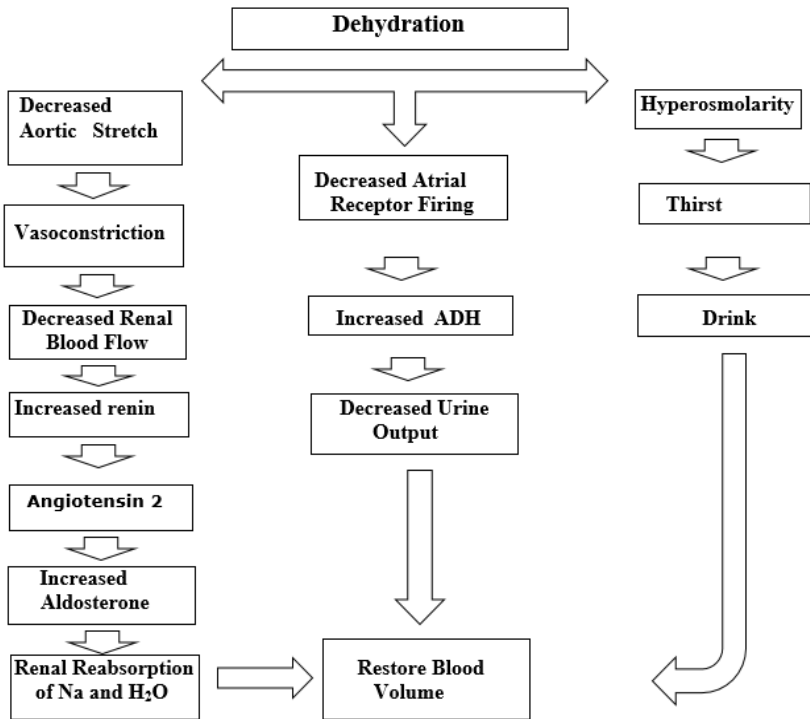 Dehydration
Decreased
Aortic Stretch
Vasoconstriction
Decreased Renal
Blood Flow
Increased renin
Angiotensin 2
Increased
Aldosterone
Renal Reabsorption
of Na and H₂O
Decreased Atrial
Receptor Firing
Increased ADH
Decreased Urine
Output
Restore Blood
Volume
Hyperosmolarity
Thirst
Drink